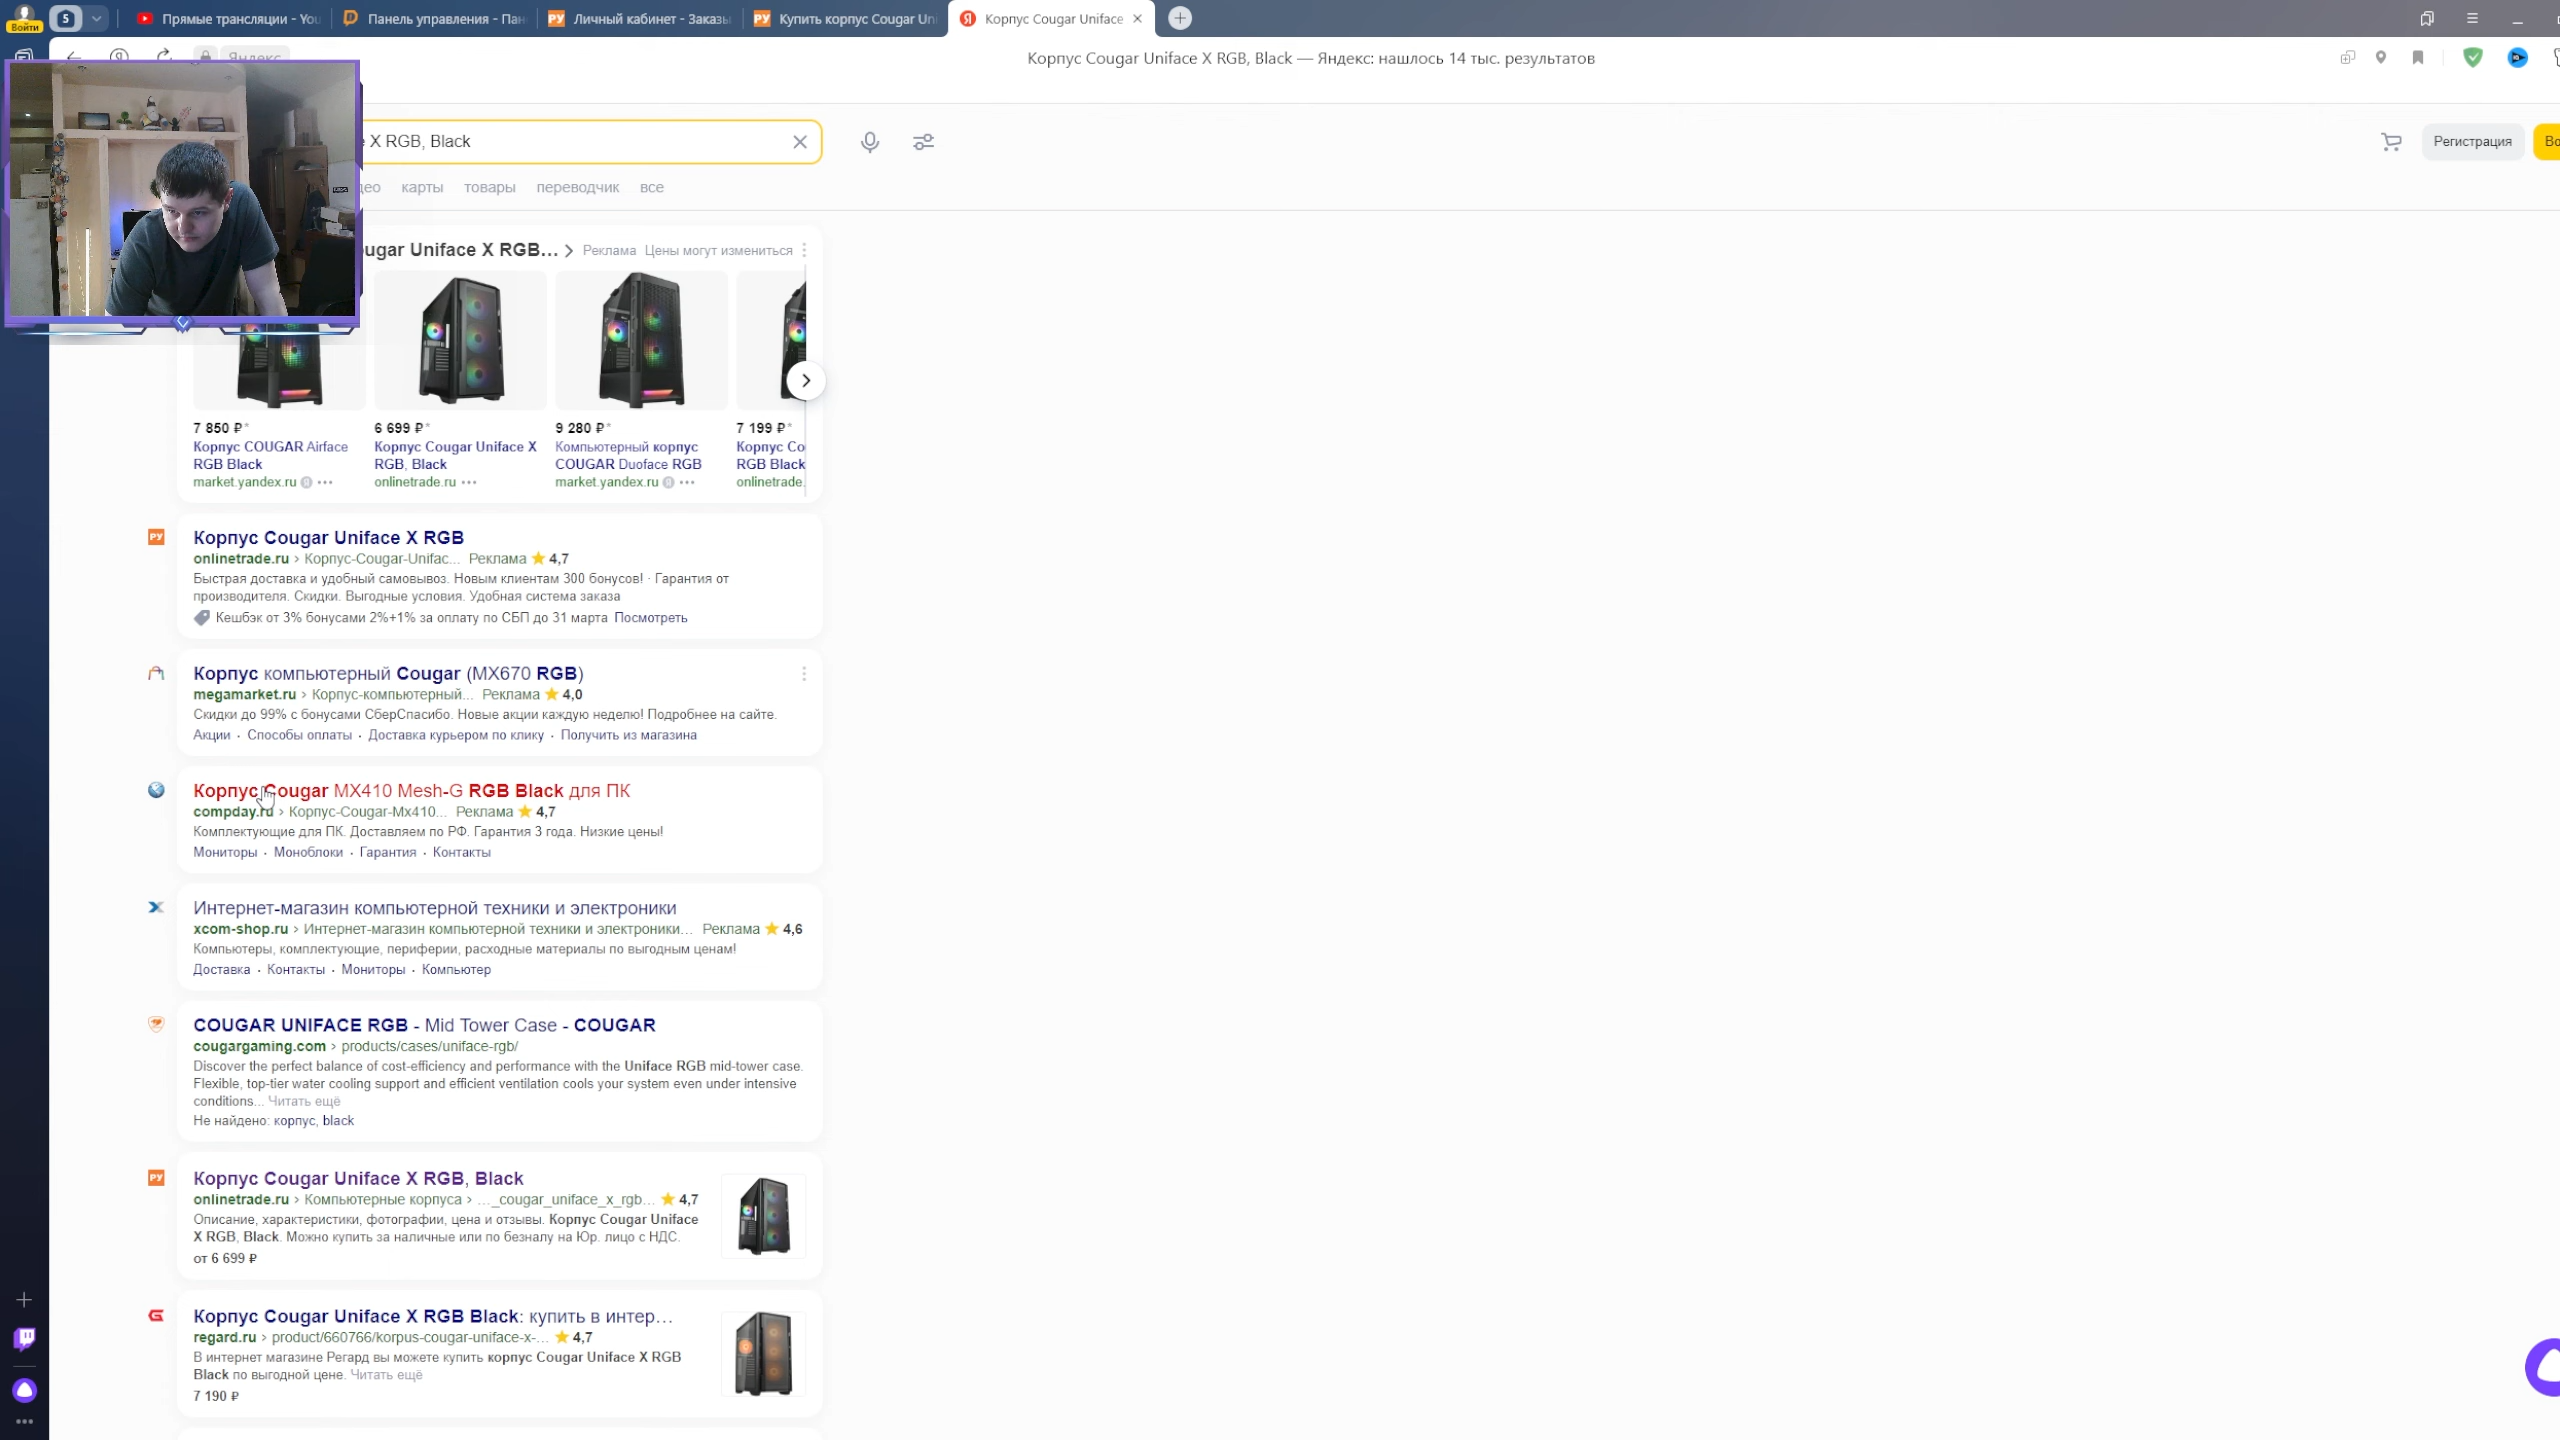 Войти
5
Прямые трансляции - You
Панель управления - Пан
Личный кабинет - Заказы
Купить корпус Cougar Uni
Корпус Cougar Uniface
Яндекс
Корпус Cougar Uniface X RGB, Black — Яндекс: нашлось 14 тыс. результатов
X RGB, Black
Регистрация
Во
део карты товары переводчик все
ugar Uniface X RGB... Реклама Цены могут измениться
7 850 ₽*
Корпус COUGAR Airface
RGB Black
market.yandex.ru
6 699 ₽*
Корпус Cougar Uniface X
RGB, Black
onlinetrade.ru
9 280 ₽*
Компьютерный корпус
COUGAR Duoface RGB
market.yandex.ru
7 199 ₽*
Корпус Co
RGB Black
onlinetrade.
Корпус Cougar Uniface X RGB
onlinetrade.ru › Корпус-Cougar-Unifac... Реклама 4,7
Быстрая доставка и удобный самовывоз. Новым клиентам 300 бонусов! · Гарантия от
производителя. Скидки. Выгодные условия. Удобная система заказа
Кешбэк от 3% бонусами 2%+1% за оплату по СБП до 31 марта Посмотреть
Корпус компьютерный Cougar (MX670 RGB)
megamarket.ru › Корпус-компьютерный... Реклама 4,0
Скидки до 99% с бонусами СберСпасибо. Новые акции каждую неделю! Подробнее на сайте.
Акции · Способы оплаты · Доставка курьером по клику · Получить из магазина
Корпус Cougar MX410 Mesh-G RGB Black для ПК
compday.ru › Корпус-Cougar-Mx410... Реклама 4,7
Комплектующие для ПК. Доставляем по РФ. Гарантия 3 года. Низкие цены!
Мониторы · Моноблоки · Гарантия · Контакты
Интернет-магазин компьютерной техники и электроники
xcom-shop.ru › Интернет-магазин компьютерной техники и электроники... Реклама 4,6
Компьютеры, комплектующие, периферии, расходные материалы по выгодным ценам!
Доставка · Контакты · Мониторы · Компьютер
COUGAR UNIFACE RGB - Mid Tower Case - COUGAR
cougargaming.com › products/cases/uniface-rgb/
Discover the perfect balance of cost-efficiency and performance with the Uniface RGB mid-tower case.
Flexible, top-tier water cooling support and efficient ventilation cools your system even under intensive
conditions... Читать ещё
Не найдено: корпус, black
Корпус Cougar Uniface X RGB, Black
onlinetrade.ru › Компьютерные корпуса › ..._cougar_uniface_x_rgb... 4,7
Описание, характеристики, фотографии, цена и отзывы. Корпус Cougar Uniface
X RGB, Black. Можно купить за наличные или по безналу на Юр. лицо с НДС.
от 6 699 ₽
Корпус Cougar Uniface X RGB Black: купить в интер...
regard.ru › product/660766/korpus-cougar-uniface-x-... 4,7
В интернет магазине Регард вы можете купить корпус Cougar Uniface X RGB
Black по выгодной цене. Читать ещё
7 190 ₽